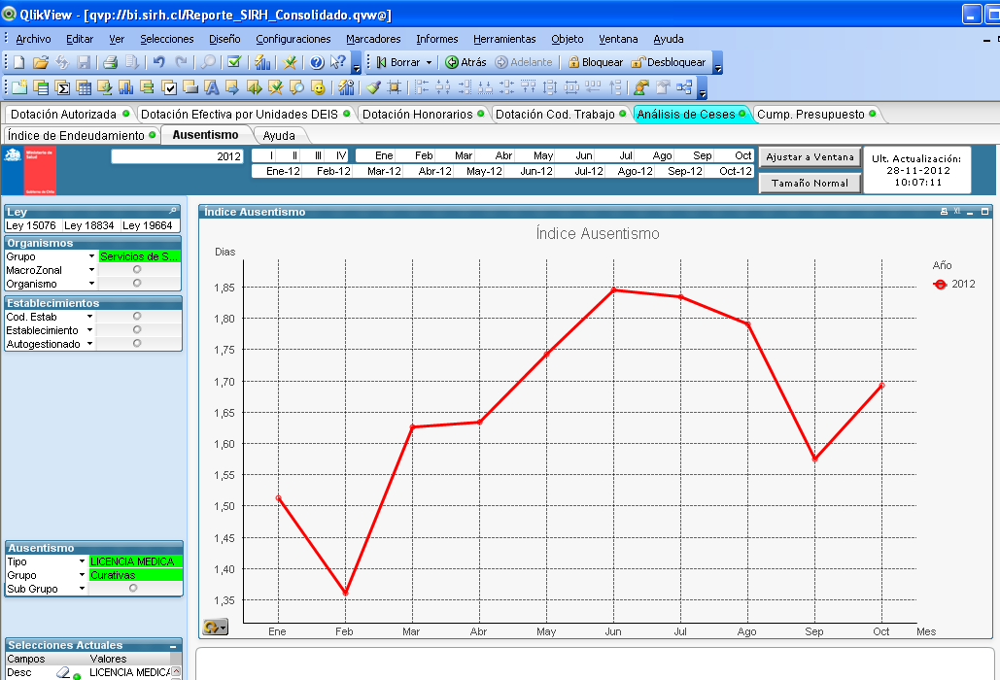 QlikView - [qvp://bi.sirh.cl/Reporte_SIRH_Consolidado.qvw@]
Archivo Editar Ver Selecciones Diseño Configuraciones Marcadores Informes Herramientas Objeto Ventana Ayuda
Borrar Atrás Adelante Bloquear Desbloquear
Dotación Autorizada Dotación Efectiva por Unidades DEIS Dotación Honorarios Dotación Cod. Trabajo Análisis de Ceses Cump. Presupuesto
Índice de Endeudamiento Ausentismo Ayuda
Ministerio de Salud
Gobierno de Chile
2012 I II III IV Ene Feb Mar Abr May Jun Jul Ago Sep Oct
Ene-12 Feb-12 Mar-12 Abr-12 May-12 Jun-12 Jul-12 Ago-12 Sep-12 Oct-12
Ajustar a Ventana
Tamaño Normal
Ult. Actualización:
28-11-2012
10:07:11
Ley
Ley 15076 Ley 18834 Ley 19664
Organismos
Grupo Servicios de S...
MacroZonal
Organismo
Establecimientos
Cod. Estab
Establecimiento
Autogestionado
Ausentismo
Tipo LICENCIA MEDICA
Grupo Curativas
Sub Grupo
Selecciones Actuales
Campos Valores
Desc LICENCIA MEDICA
Índice Ausentismo
XL
Índice Ausentismo
Dias
1,85
1,80
1,75
1,70
1,65
1,60
1,55
1,50
1,45
1,40
1,35
Ene Feb Mar Abr May Jun Jul Ago Sep Oct Mes
Año
2012